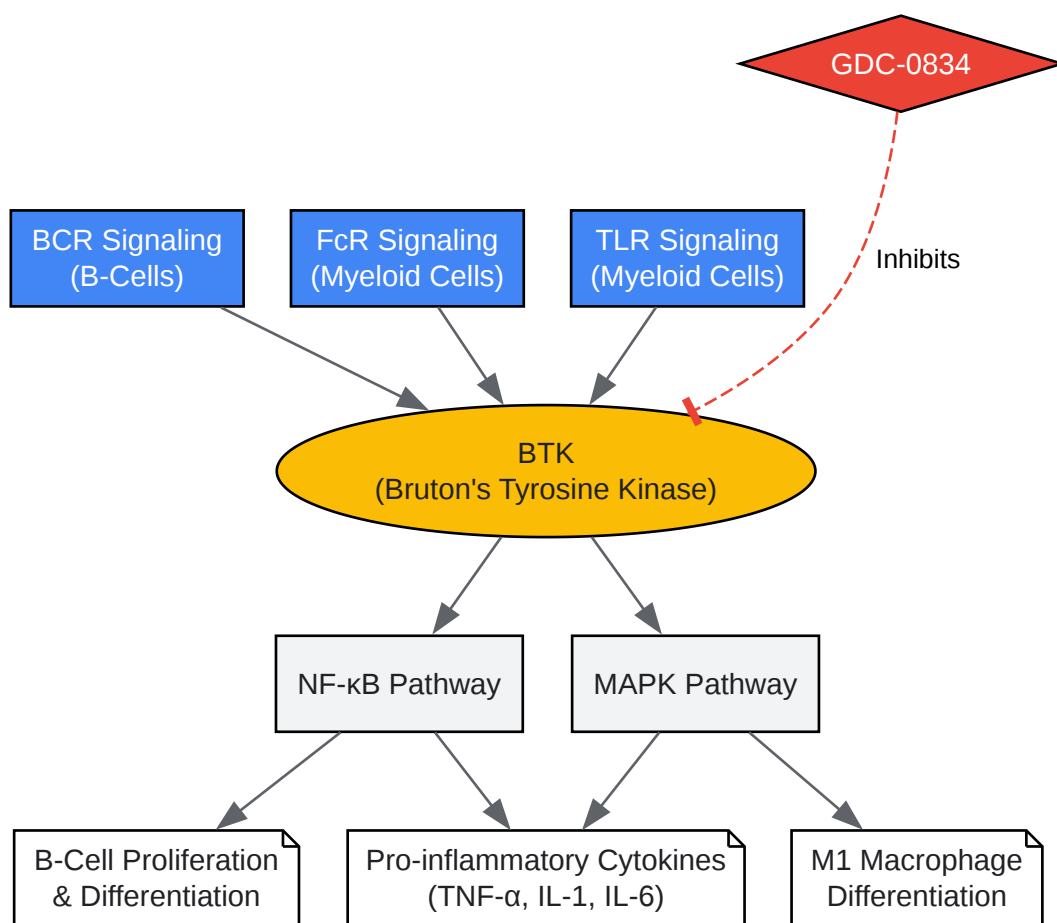 GDC-0834
BCR Signaling
(B-Cells)
FcR Signaling
(Myeloid Cells)
TLR Signaling
(Myeloid Cells)
Inhibits
BTK
(Bruton's Tyrosine Kinase)
NF-κB Pathway
MAPK Pathway
B-Cell Proliferation
& Differentiation
Pro-inflammatory Cytokines
(TNF-α, IL-1, IL-6)
M1 Macrophage
Differentiation